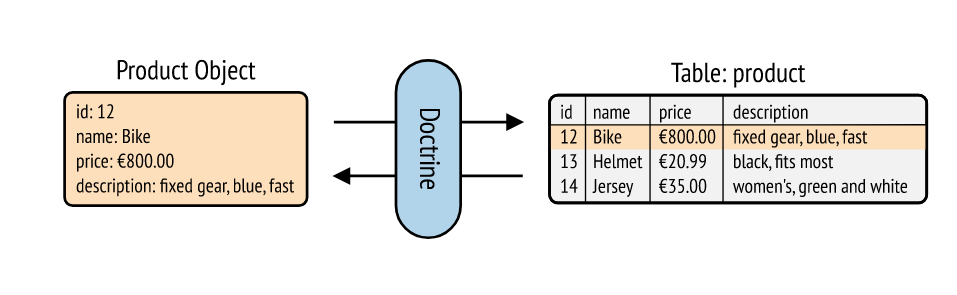 Product Object
id: 12
name: Bike
price: €800.00
description: fixed gear, blue, fast
Doctrine
Table: product
id name price description
12 Bike €800.00 fixed gear, blue, fast
13 Helmet €20.99 black, fits most
14 Jersey €35.00 women's, green and white